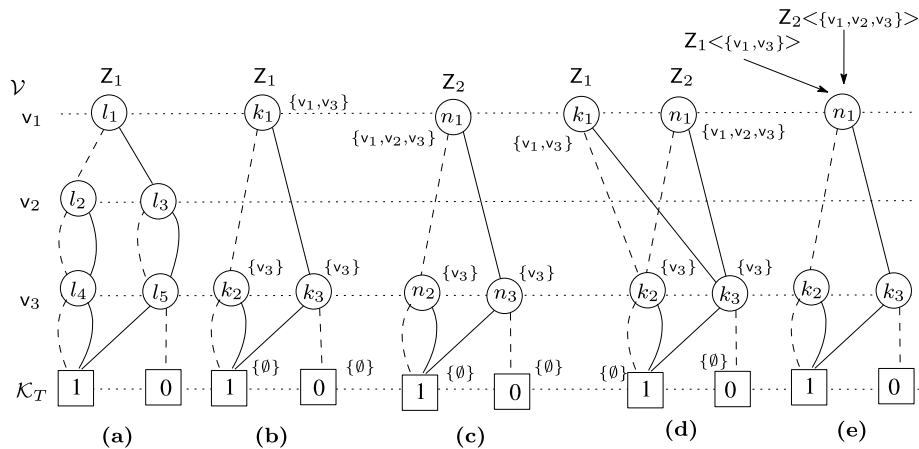 Z₂<{v₁,v₂,v₃}>
Z₁<{v₁,v₃}>
𝒱 Z₁ Z₁ Z₂ Z₁ Z₂
v₁ l₁ k₁ {v₁,v₃} n₁ k₁ n₁ n₁
{v₁,v₂,v₃} {v₁,v₃} {v₁,v₂,v₃}
v₂ l₂ l₃
{v₃} {v₃} {v₃} {v₃} {v₃} {v₃}
v₃ l₄ l₅ k₂ k₃ n₂ n₃ k₂ k₃ k₂ k₃
{∅} {∅} {∅} {∅} {∅} {∅}
𝒦_T 1 0 1 0 1 0 1 0 1 0
(a) (b) (c) (d) (e)